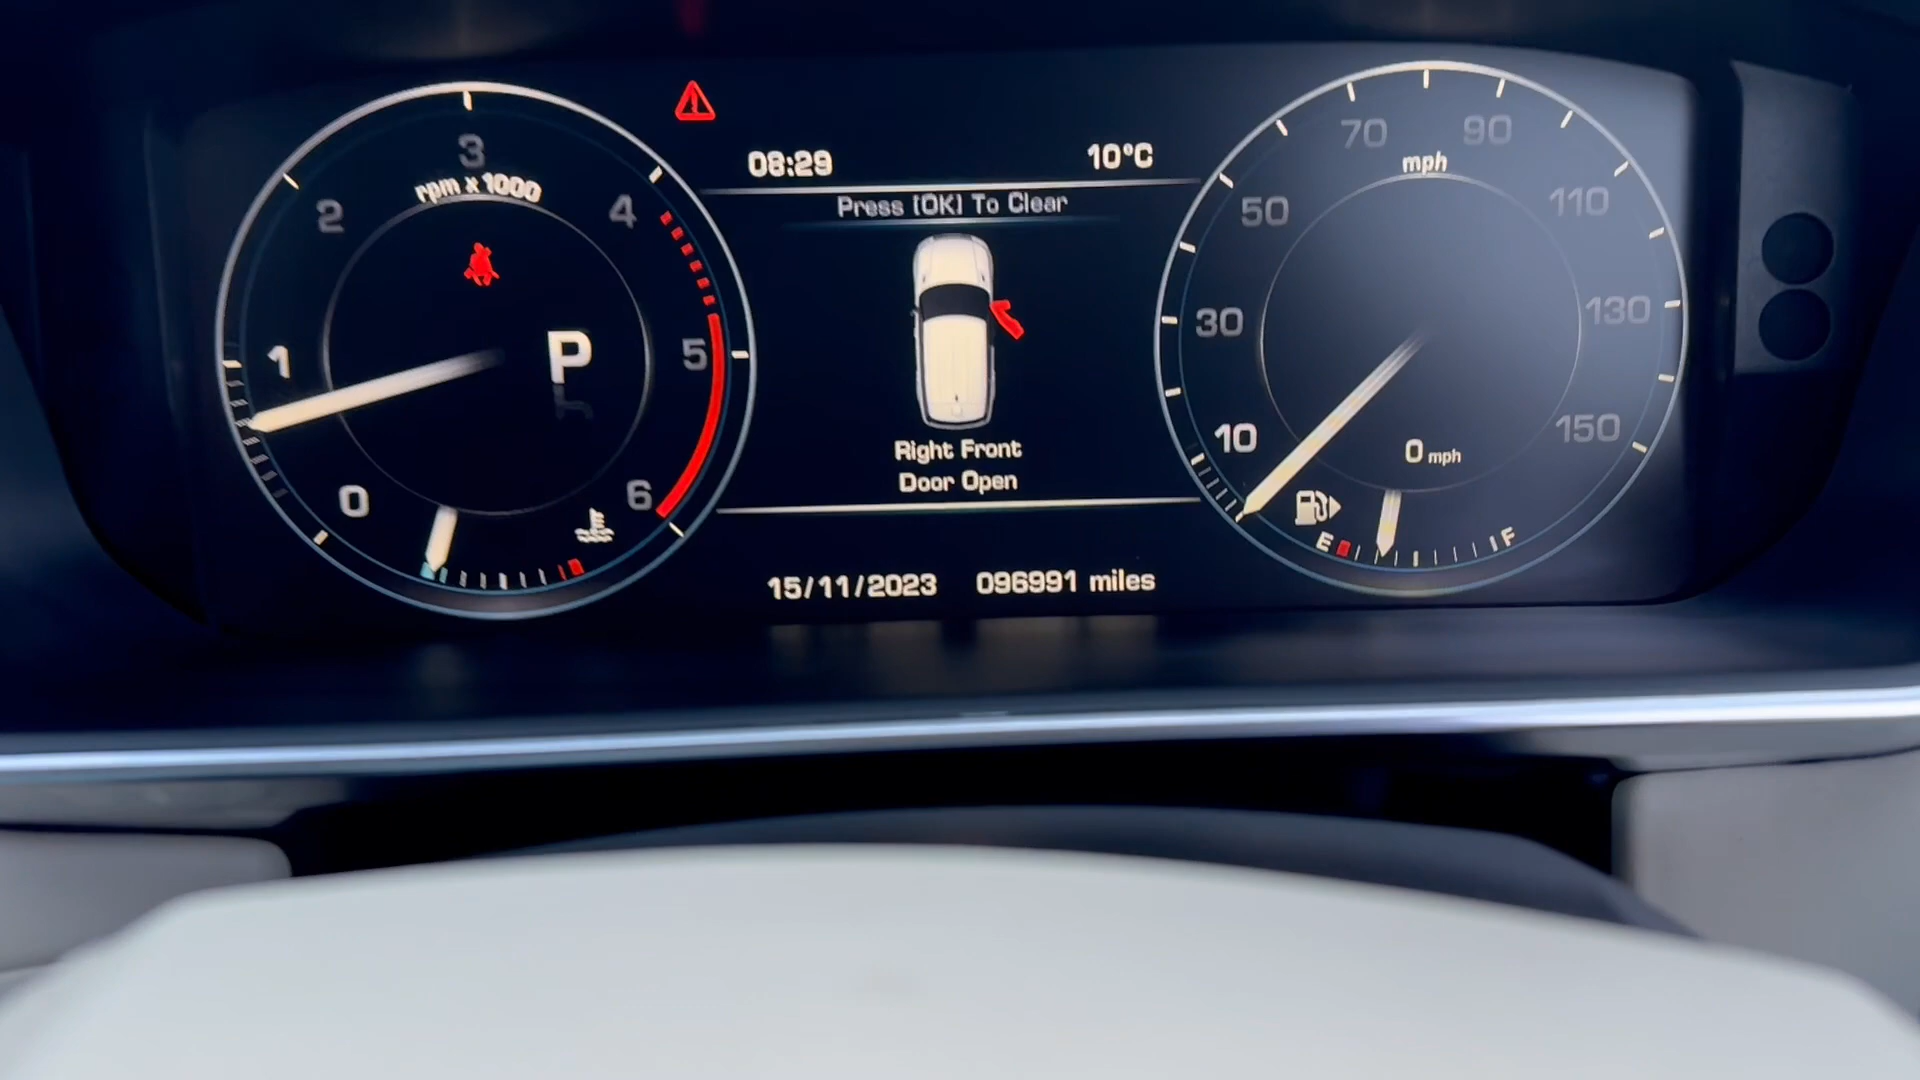 08:29 10°C
Press [OK] To Clear
Right Front
Door Open
15/11/2023 096991 miles
0 1 2 3 4 5 6
rpm x 1000
P
10 30 50 70 90 110 130 150
mph
0 mph
E F